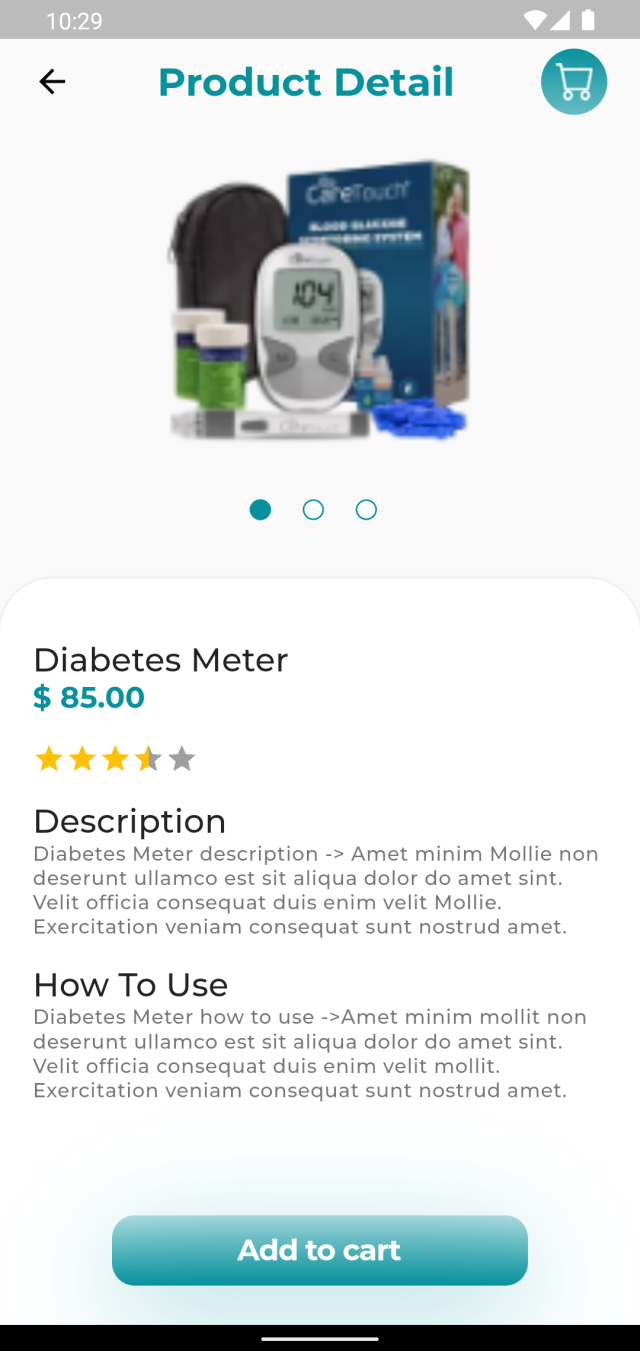 10:29
Product Detail
CareTouch
BLOOD GLUCOSE
MONITORING SYSTEM
104
Diabetes Meter
$ 85.00
Description
Diabetes Meter description -> Amet minim Mollie non
deserunt ullamco est sit aliqua dolor do amet sint.
Velit officia consequat duis enim velit Mollie.
Exercitation veniam consequat sunt nostrud amet.
How To Use
Diabetes Meter how to use ->Amet minim mollit non
deserunt ullamco est sit aliqua dolor do amet sint.
Velit officia consequat duis enim velit mollit.
Exercitation veniam consequat sunt nostrud amet.
Add to cart